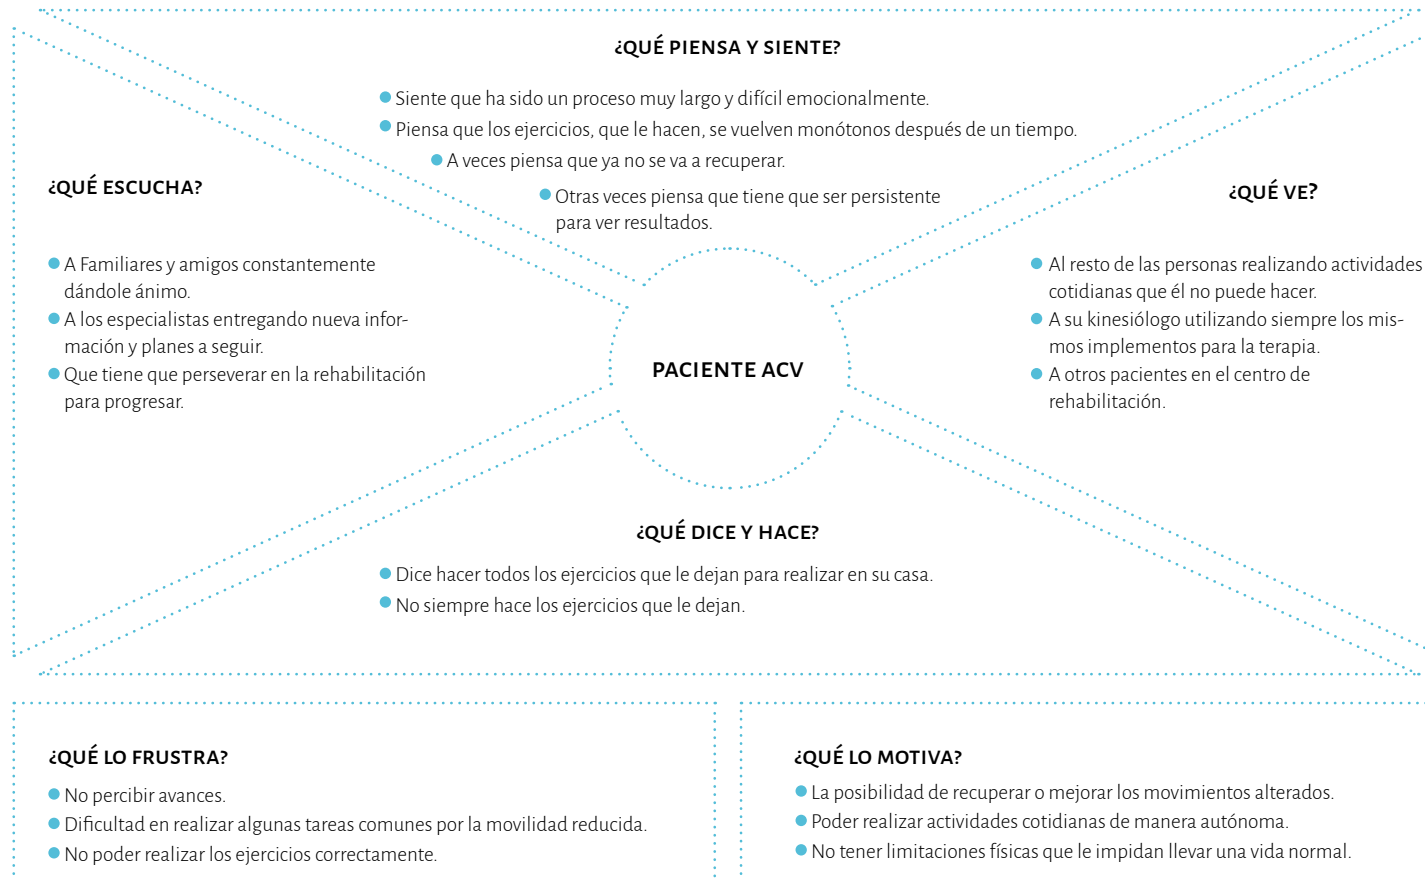 ¿QUÉ PIENSA Y SIENTE?
Siente que ha sido un proceso muy largo y difícil emocionalmente.
Piensa que los ejercicios, que le hacen, se vuelven monótonos después de un tiempo.
A veces piensa que ya no se va a recuperar.
Otras veces piensa que tiene que ser persistente
para ver resultados.
¿QUÉ ESCUCHA?
A Familiares y amigos constantemente
dándole ánimo.
A los especialistas entregando nueva infor-
mación y planes a seguir.
Que tiene que perseverar en la rehabilitación
para progresar.
PACIENTE ACV
¿QUÉ VE?
Al resto de las personas realizando actividades
cotidianas que él no puede hacer.
A su kinesiólogo utilizando siempre los mis-
mos implementos para la terapia.
A otros pacientes en el centro de
rehabilitación.
¿QUÉ DICE Y HACE?
Dice hacer todos los ejercicios que le dejan para realizar en su casa.
No siempre hace los ejercicios que le dejan.
¿QUÉ LO FRUSTRA?
No percibir avances.
Dificultad en realizar algunas tareas comunes por la movilidad reducida.
No poder realizar los ejercicios correctamente.
¿QUÉ LO MOTIVA?
La posibilidad de recuperar o mejorar los movimientos alterados.
Poder realizar actividades cotidianas de manera autónoma.
No tener limitaciones físicas que le impidan llevar una vida normal.